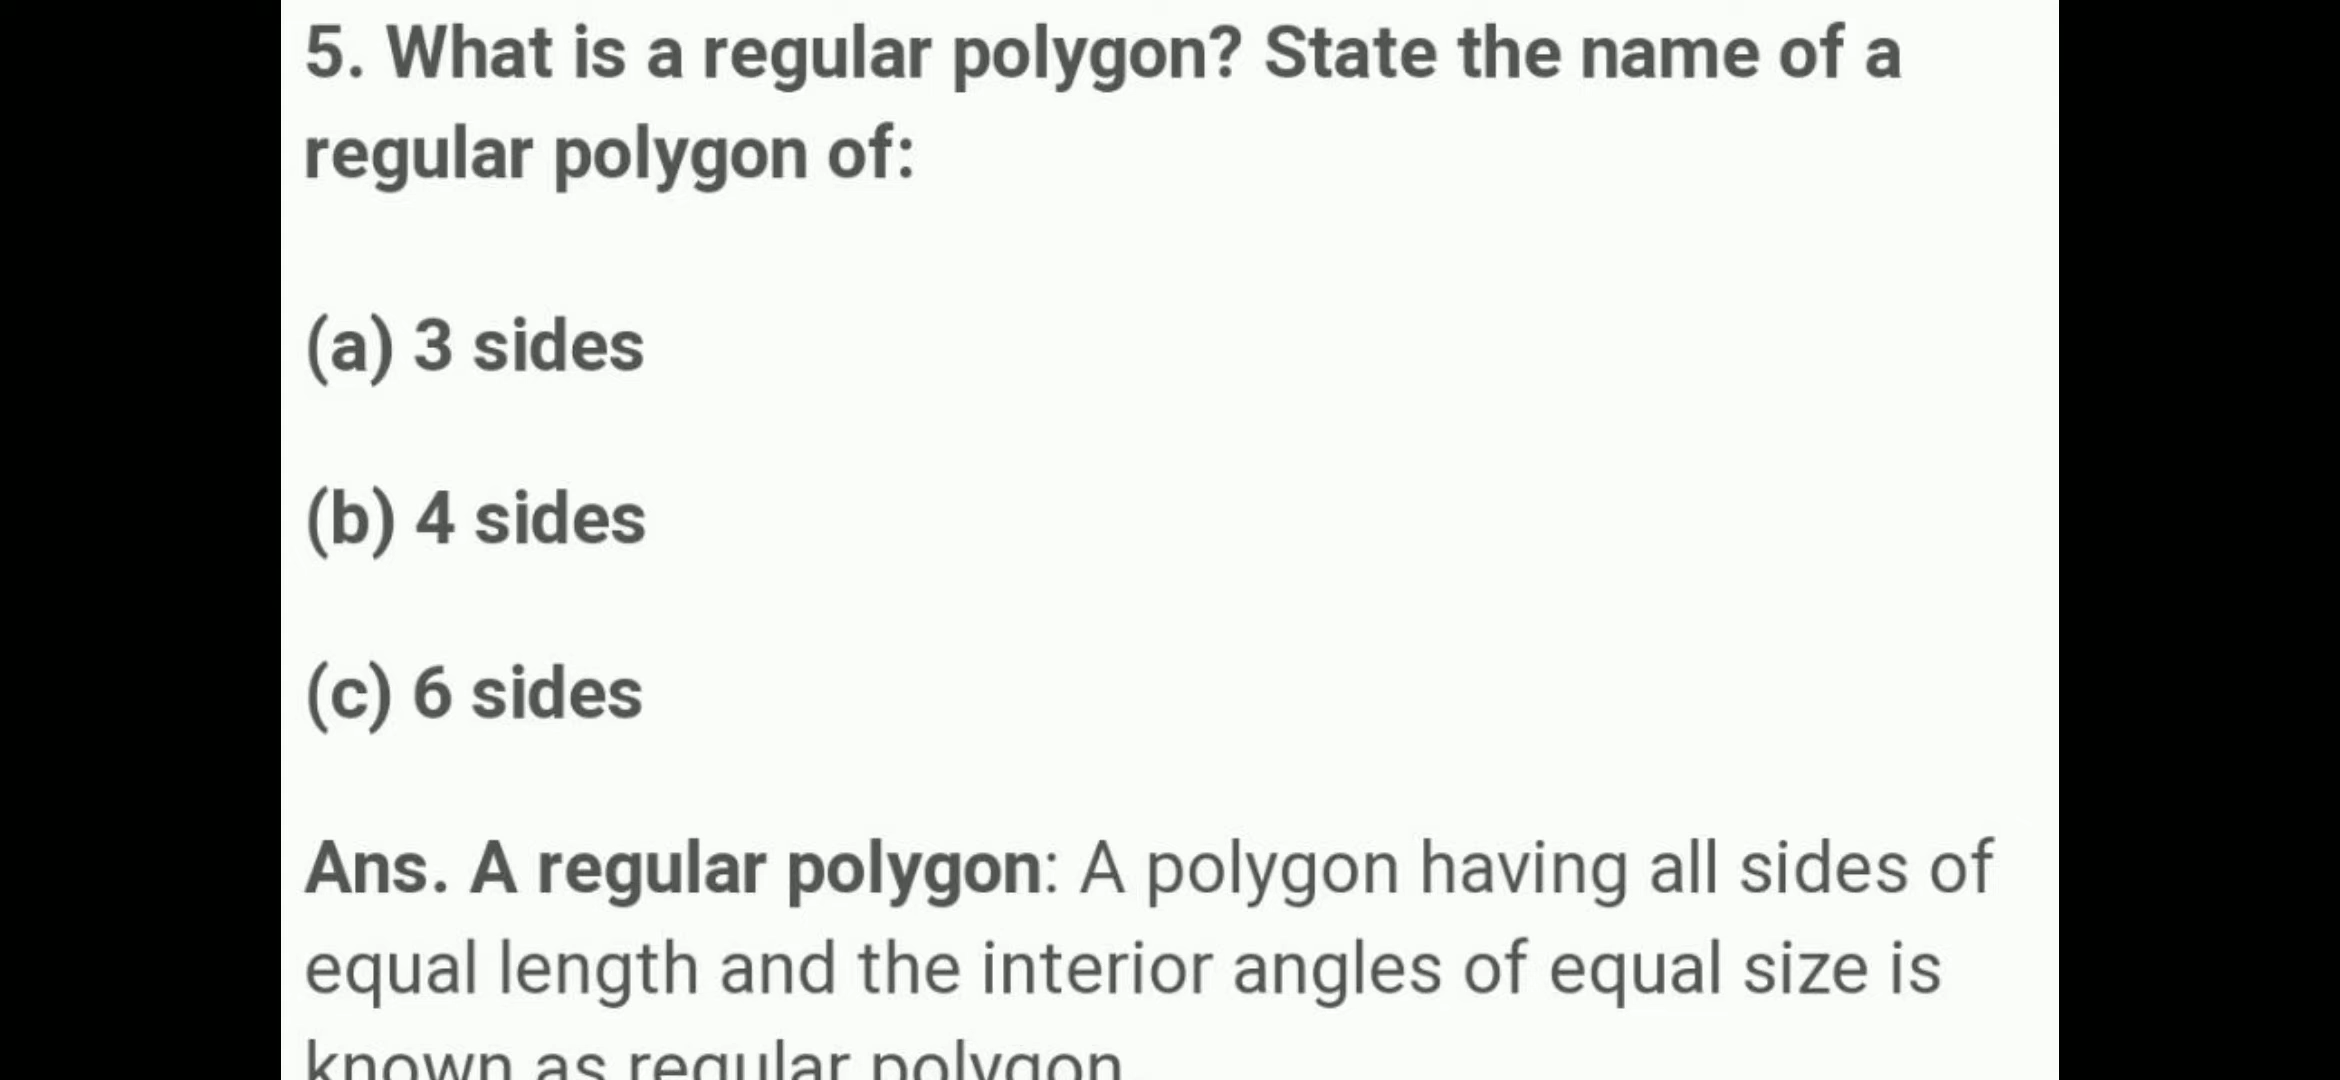 5. What is a regular polygon? State the name of a
regular polygon of:
(a) 3 sides
(b) 4 sides
(c) 6 sides
Ans. A regular polygon: A polygon having all sides of
equal length and the interior angles of equal size is
known as regular polygon.